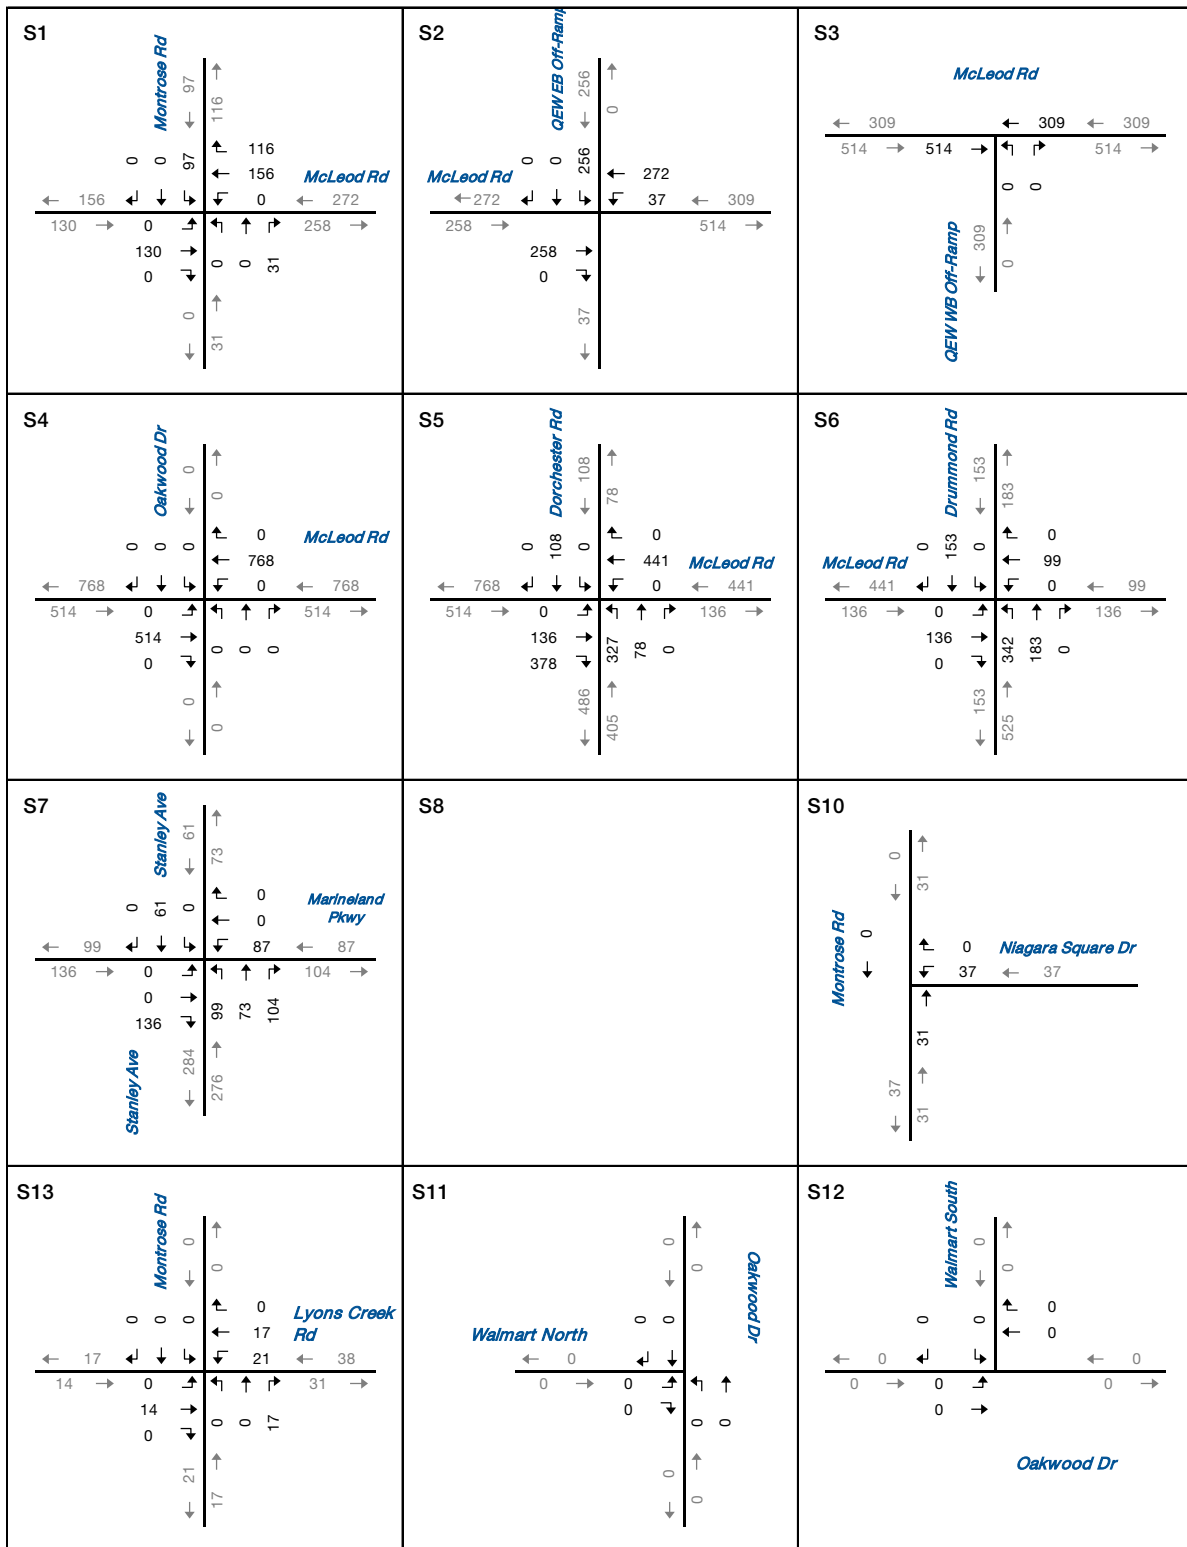 S1
Montrose Rd
97
116
0 0 97
116
156
0
McLeod Rd
156
272
130
258
0
130
0
0 0 31
0
31
S2
QEW EB Off-Ramp
256
0
0 0 256
272
37
McLeod Rd
272
309
258
514
258
0
37
S3
McLeod Rd
309
309
309
514
514
514
0 0
QEW WB Off-Ramp
309
0
S4
Oakwood Dr
0
0
0 0 0
0
768
0
McLeod Rd
768
768
514
514
0
514
0
0 0 0
0
0
S5
Dorchester Rd
108
78
0 108 0
0
441
0
McLeod Rd
768
441
514
136
0
136
378
327 78 0
486
405
S6
Drummond Rd
153
183
0 153 0
0
99
0
McLeod Rd
441
99
136
136
0
136
0
342 183 0
153
525
S7
Stanley Ave
61
73
0 61 0
0
0
87
Marineland
Pkwy
99
87
136
104
0
0
136
99 73 104
Stanley Ave
284
276
S8
S10
0
31
Montrose Rd
0
0
37
Niagara Square Dr
37
31
37
31
S13
Montrose Rd
0
0
0 0 0
0
17
21
Lyons Creek
Rd
17
38
14
31
0
14
0
0 0 17
21
17
S11
0
0
Oakwood Dr
0 0
Walmart North
0
0
0
0
0 0
0
0
S12
Walmart South
0
0
0 0
0
0
0
0
0
0
0
0
Oakwood Dr